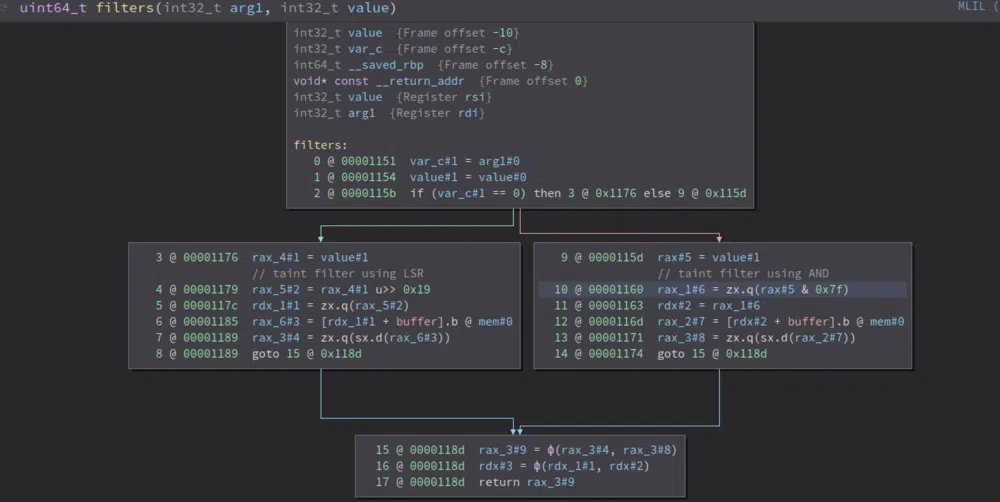 uint64_t filters(int32_t arg1, int32_t value)
MLIL (
int32_t value {Frame offset -10}
int32_t var_c {Frame offset -c}
int64_t __saved_rbp {Frame offset -8}
void* const __return_addr {Frame offset 0}
int32_t value {Register rsi}
int32_t arg1 {Register rdi}
filters:
0 @ 00001151 var_c#1 = arg1#0
1 @ 00001154 value#1 = value#0
2 @ 0000115b if (var_c#1 == 0) then 3 @ 0x1176 else 9 @ 0x115d
3 @ 00001176 rax_4#1 = value#1
// taint filter using LSR
4 @ 00001179 rax_5#2 = rax_4#1 u>> 0x19
5 @ 0000117c rdx_1#1 = zx.q(rax_5#2)
6 @ 00001185 rax_6#3 = [rdx_1#1 + buffer].b @ mem#0
7 @ 00001189 rax_3#4 = zx.q(sx.d(rax_6#3))
8 @ 00001189 goto 15 @ 0x118d
9 @ 0000115d rax#5 = value#1
// taint filter using AND
10 @ 00001160 rax_1#6 = zx.q(rax#5 & 0x7f)
11 @ 00001163 rdx#2 = rax_1#6
12 @ 0000116d rax_2#7 = [rdx#2 + buffer].b @ mem#0
13 @ 00001171 rax_3#8 = zx.q(sx.d(rax_2#7))
14 @ 00001174 goto 15 @ 0x118d
15 @ 0000118d rax_3#9 = ϕ(rax_3#4, rax_3#8)
16 @ 0000118d rdx#3 = ϕ(rdx_1#1, rdx#2)
17 @ 0000118d return rax_3#9